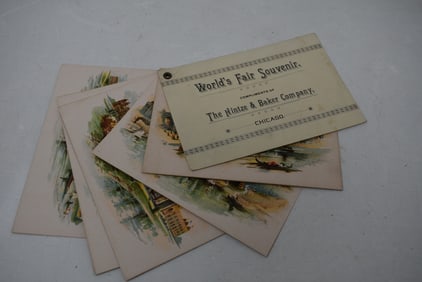 World's Fair Souvenir.
COMPLIMENTS OF
The Hintze & Baker Company,
CHICAGO.